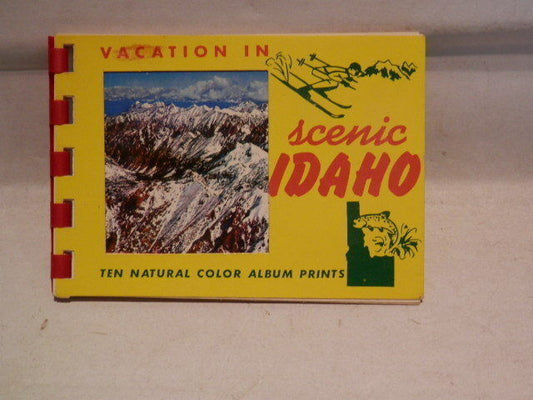 VACATION IN
scenic
IDAHO
TEN NATURAL COLOR ALBUM PRINTS